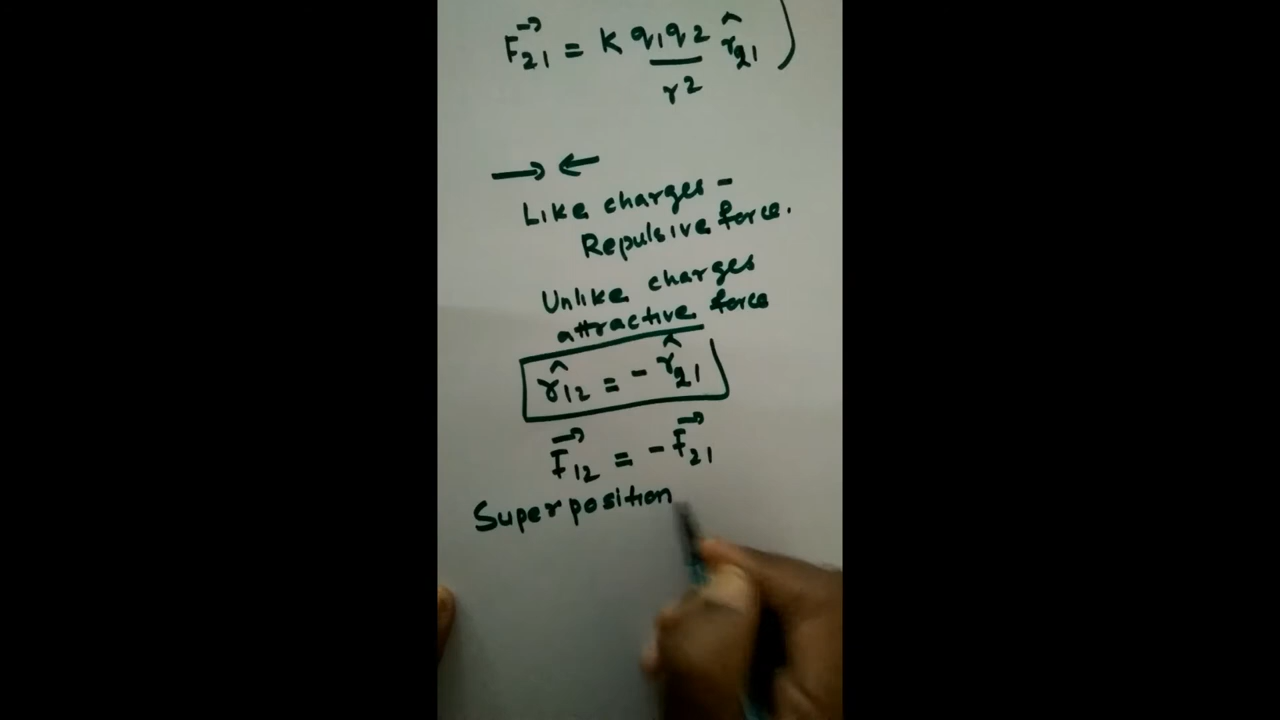 F⃗21 = K q1q2/r2 r̂21 )
→ ←
Like charges -
Repulsive force.
Unlike charges
attractive force
r̂12 = - r̂21
F⃗12 = - F⃗21
Superposition